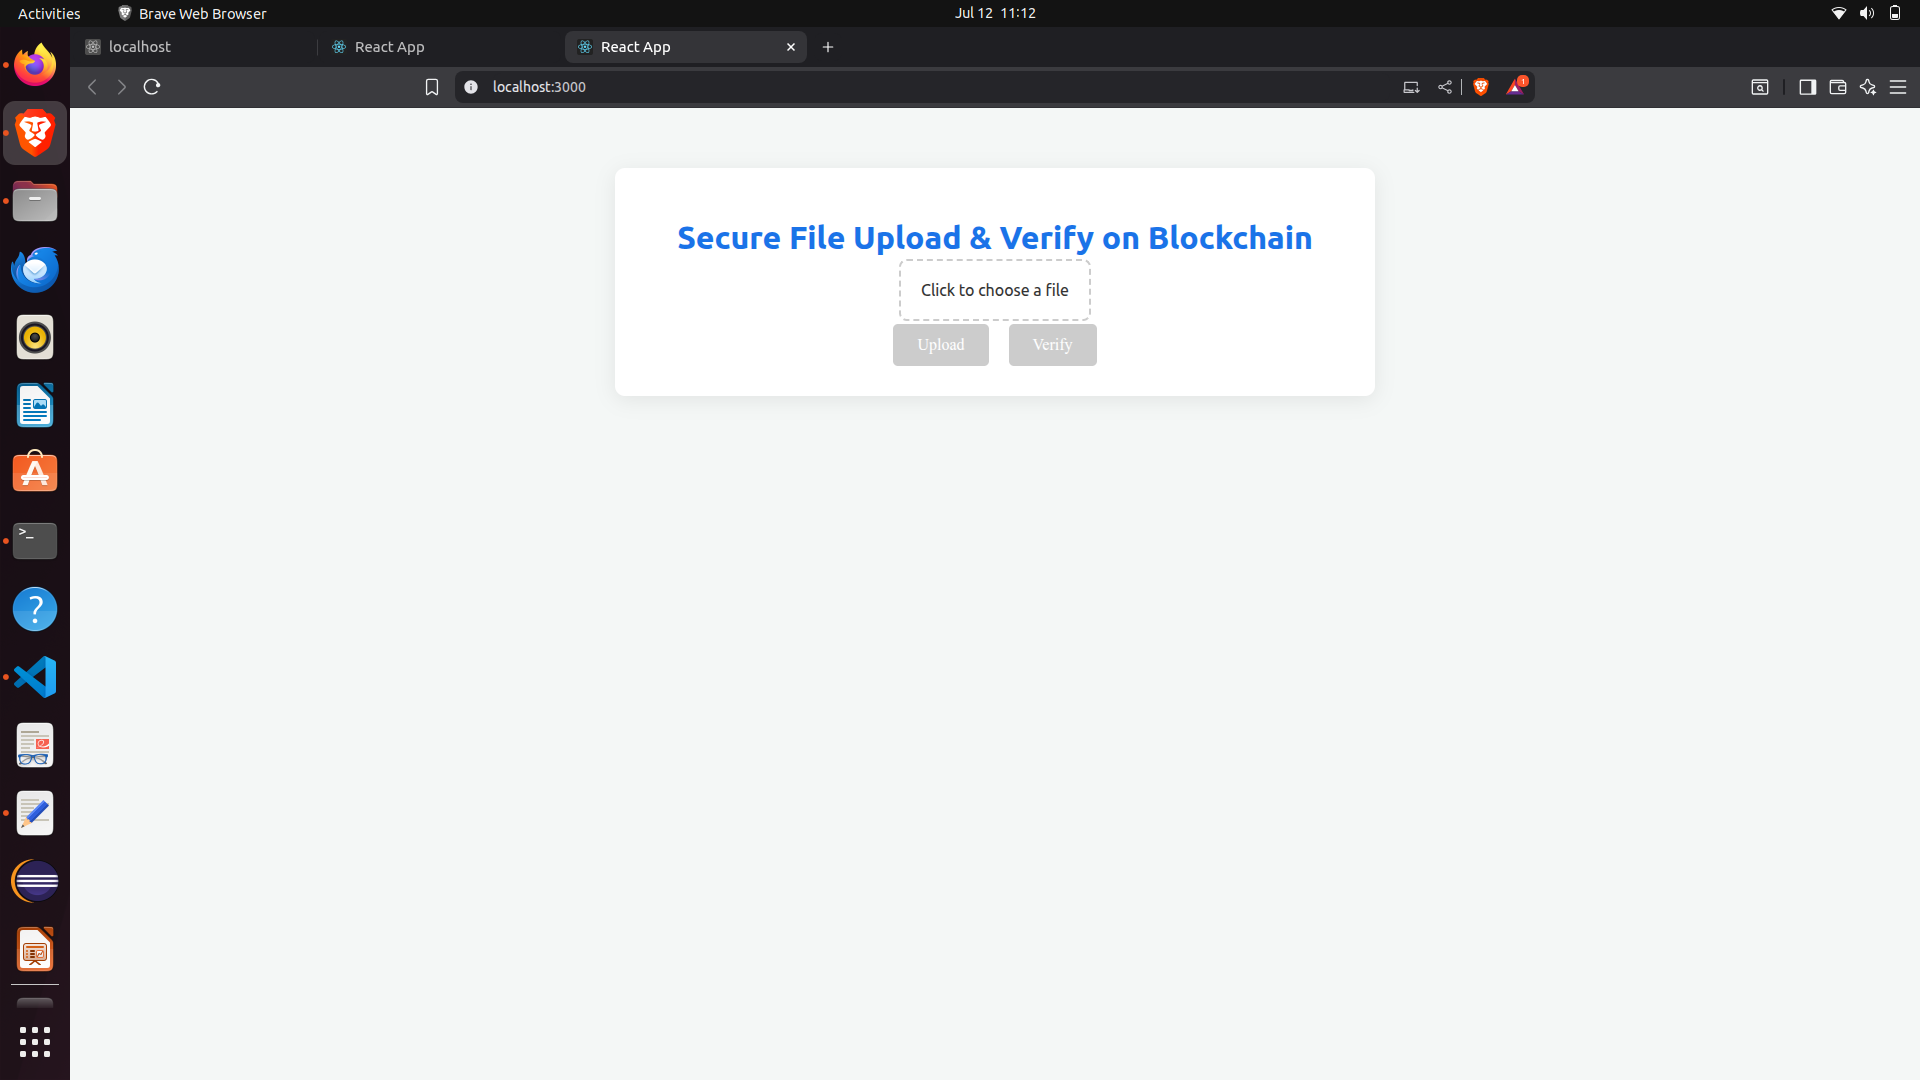 Activities Brave Web Browser Jul 12 11:12
localhost React App React App
localhost:3000
1
Secure File Upload & Verify on Blockchain
Click to choose a file
Upload Verify